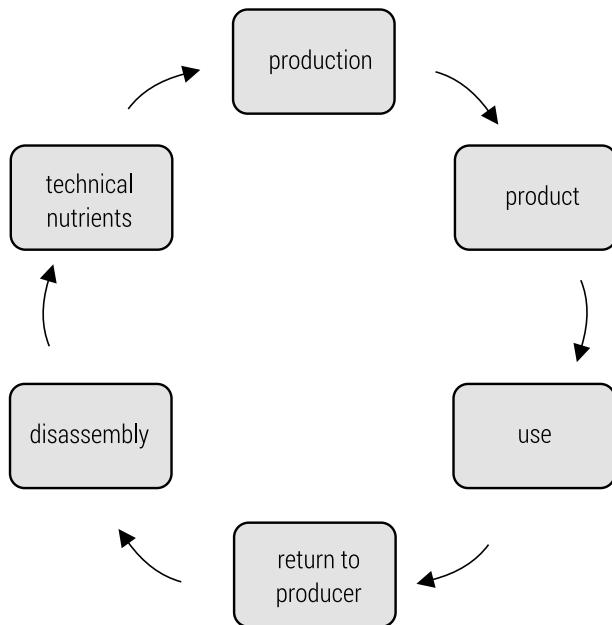 production
product
use
return to
producer
disassembly
technical
nutrients